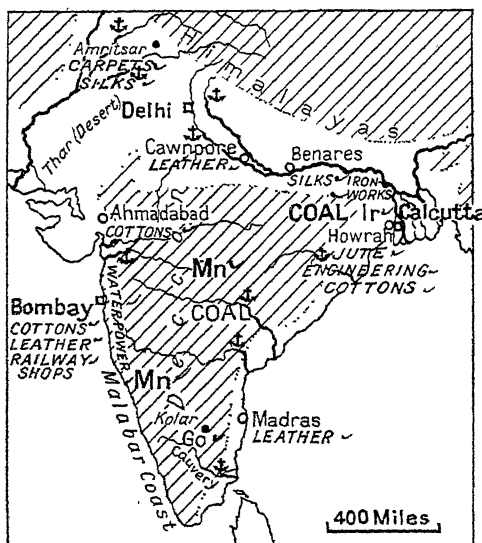 Amritsar
CARPETS
SILKS
Himalayas
Thar (Desert)
Delhi
Cawnpore
LEATHER
Benares
SILKS
IRON-
WORKS
COAL Ir
Calcutta
Ahmadabad
COTTONS
Howrah
JUTE
ENGINEERING
COTTONS
Mn
C
WATERPOWER
Bombay
COTTONS
LEATHER
RAILWAY
SHOPS
COAL
C
C
Mn
C
Malabar Coast
D
Kolar
Go
Madras
LEATHER
Cauvery
400 Miles